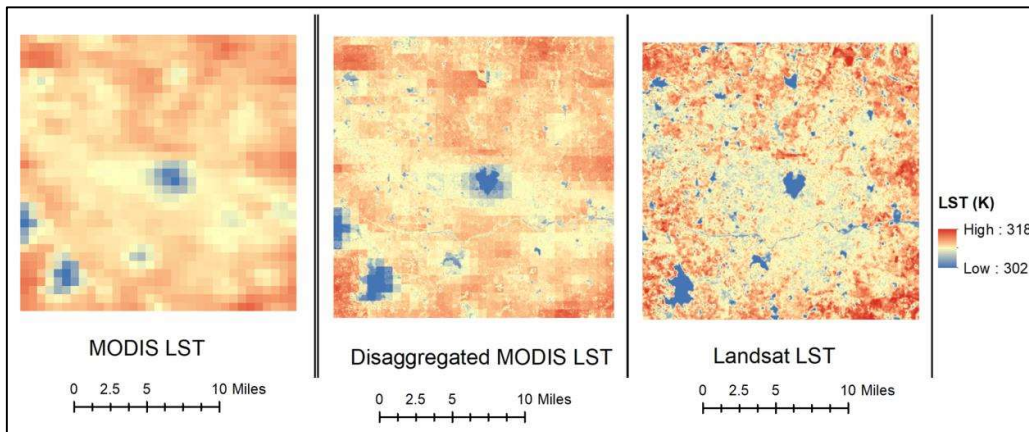 MODIS LST
0 2.5 5 10 Miles
Disaggregated MODIS LST
0 2.5 5 10 Miles
Landsat LST
0 2.5 5 10 Miles
LST (K)
High : 318
Low : 302